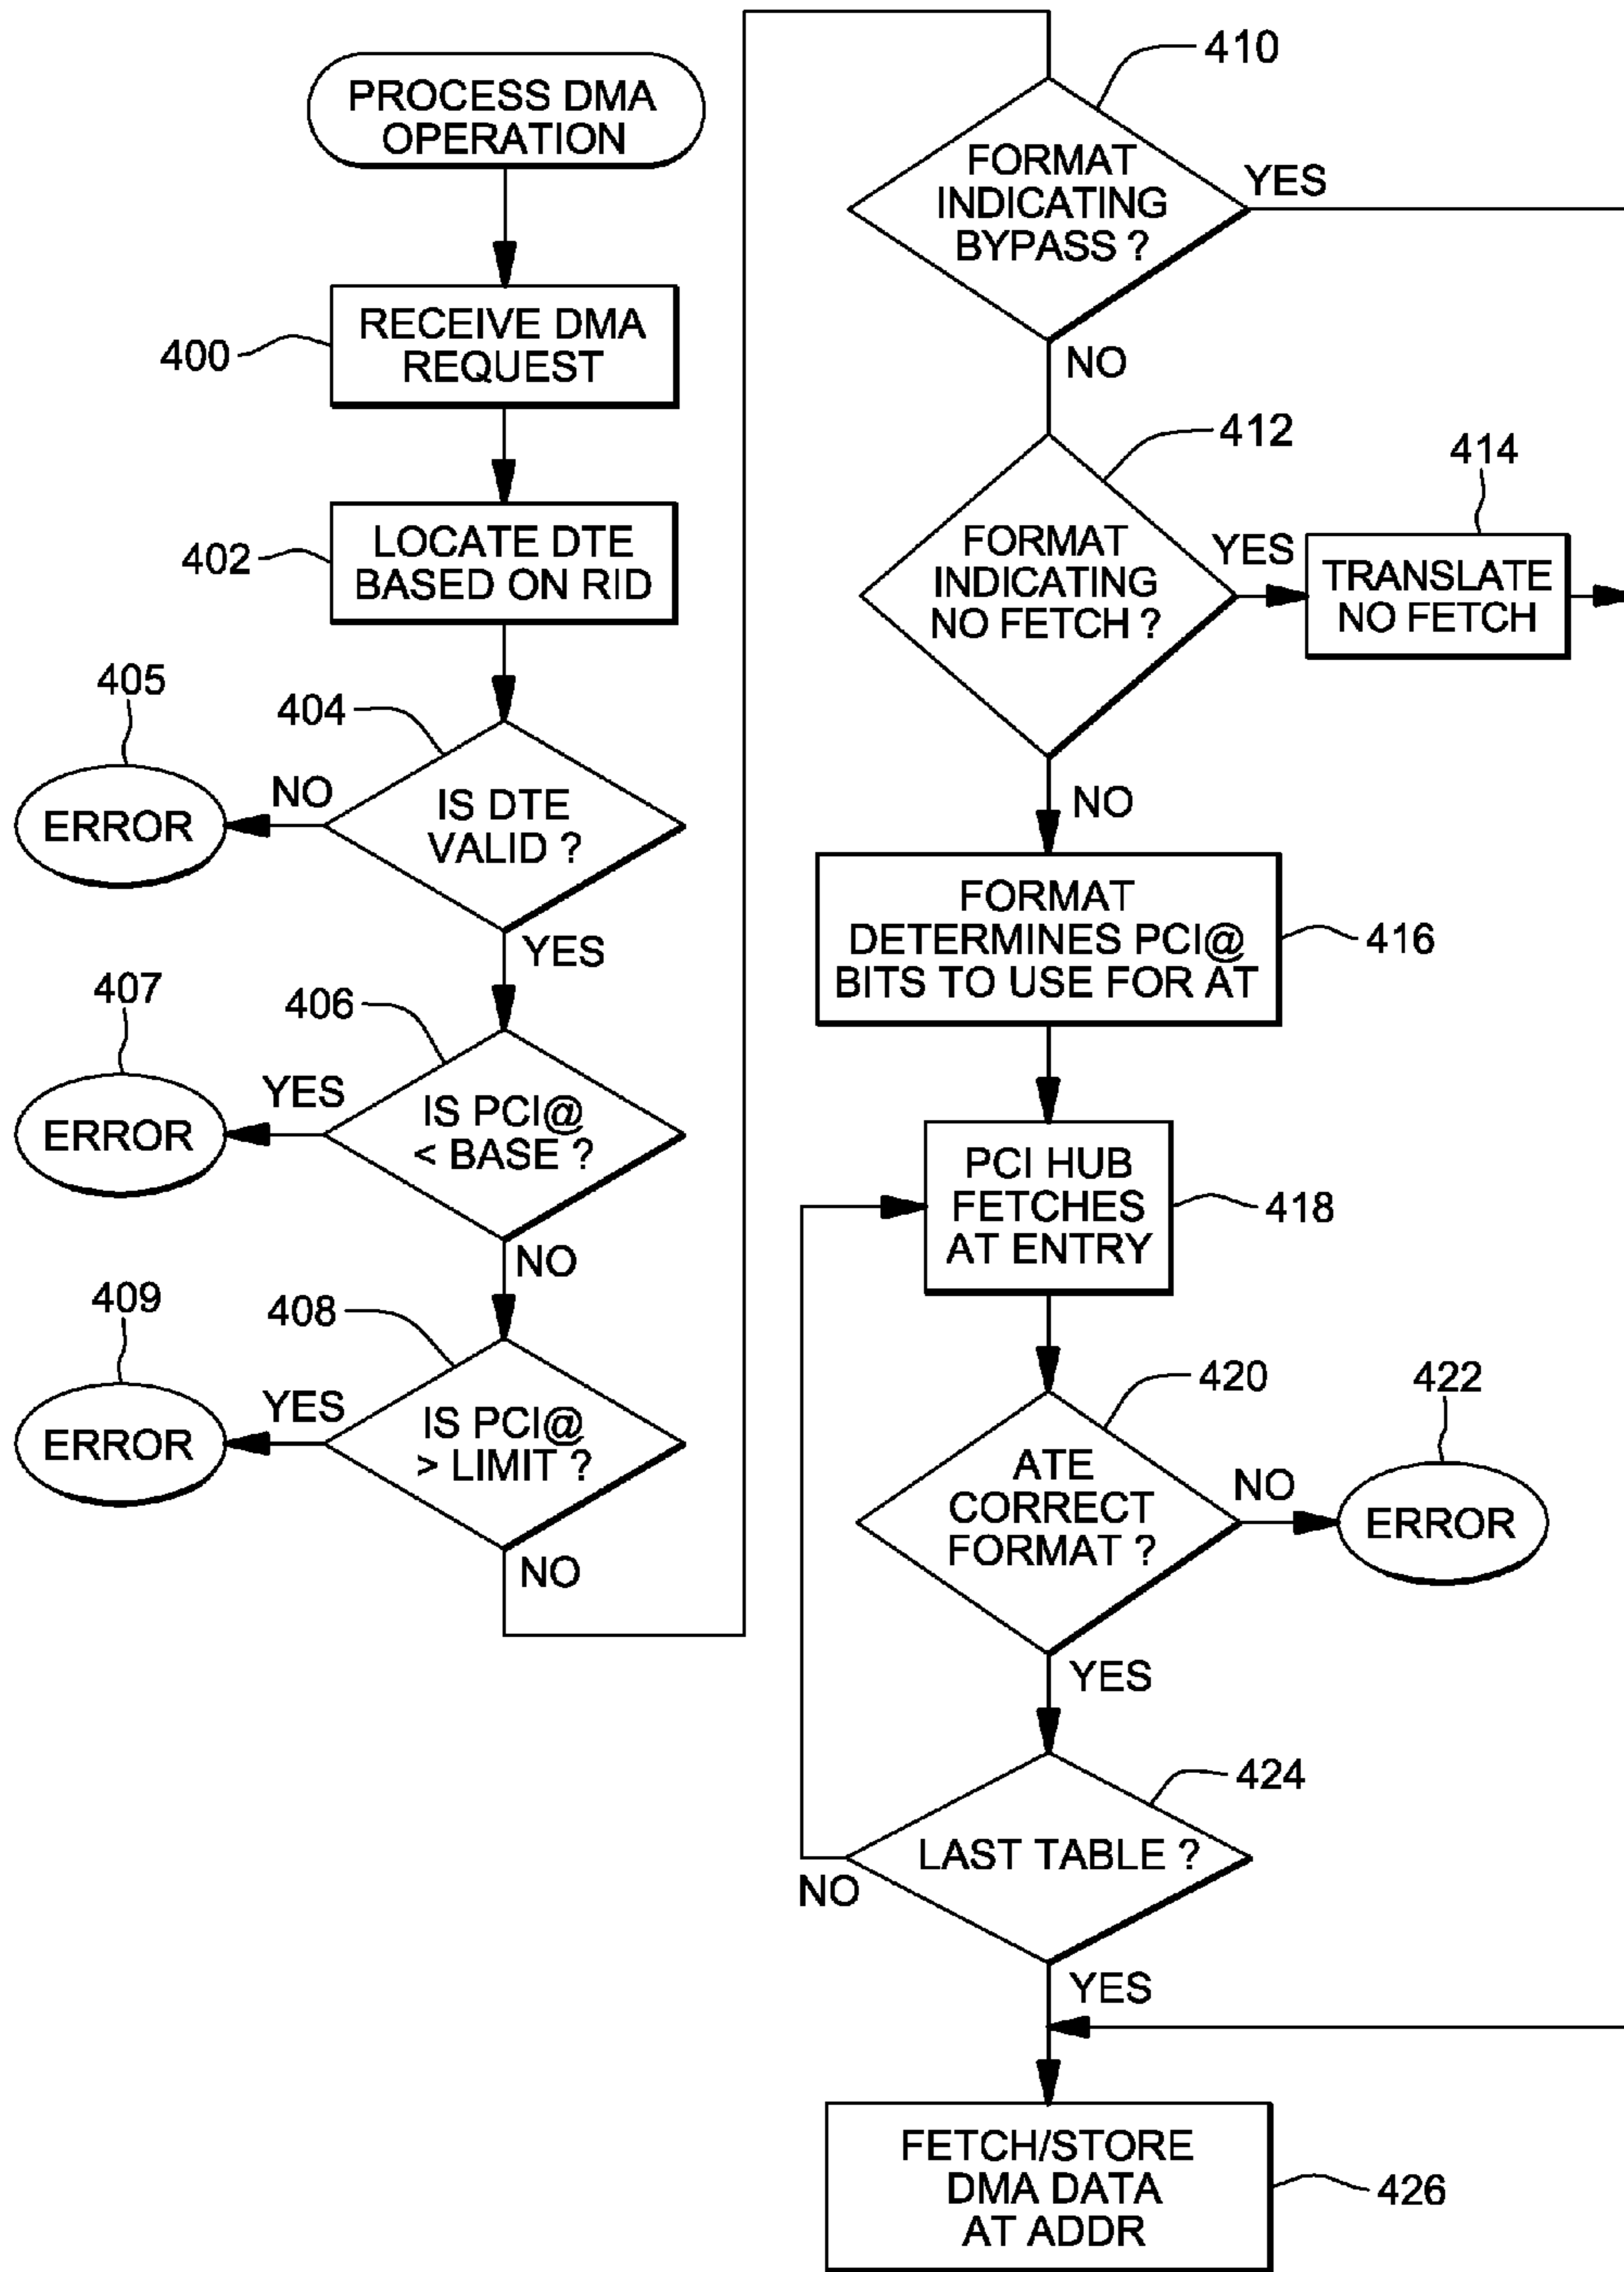 PROCESS DMA
OPERATION
400
RECEIVE DMA
REQUEST
402
LOCATE DTE
BASED ON RID
404
IS DTE
VALID ?
NO
405
ERROR
YES
406
IS PCI@
< BASE ?
YES
407
ERROR
NO
408
IS PCI@
> LIMIT ?
YES
409
ERROR
NO
410
FORMAT
INDICATING
BYPASS ?
YES
NO
412
FORMAT
INDICATING
NO FETCH ?
YES
414
TRANSLATE
NO FETCH
NO
FORMAT
DETERMINES PCI@
BITS TO USE FOR AT
416
PCI HUB
FETCHES
AT ENTRY
418
420
ATE
CORRECT
FORMAT ?
NO
422
ERROR
YES
424
LAST TABLE ?
NO
YES
FETCH/STORE
DMA DATA
AT ADDR
426